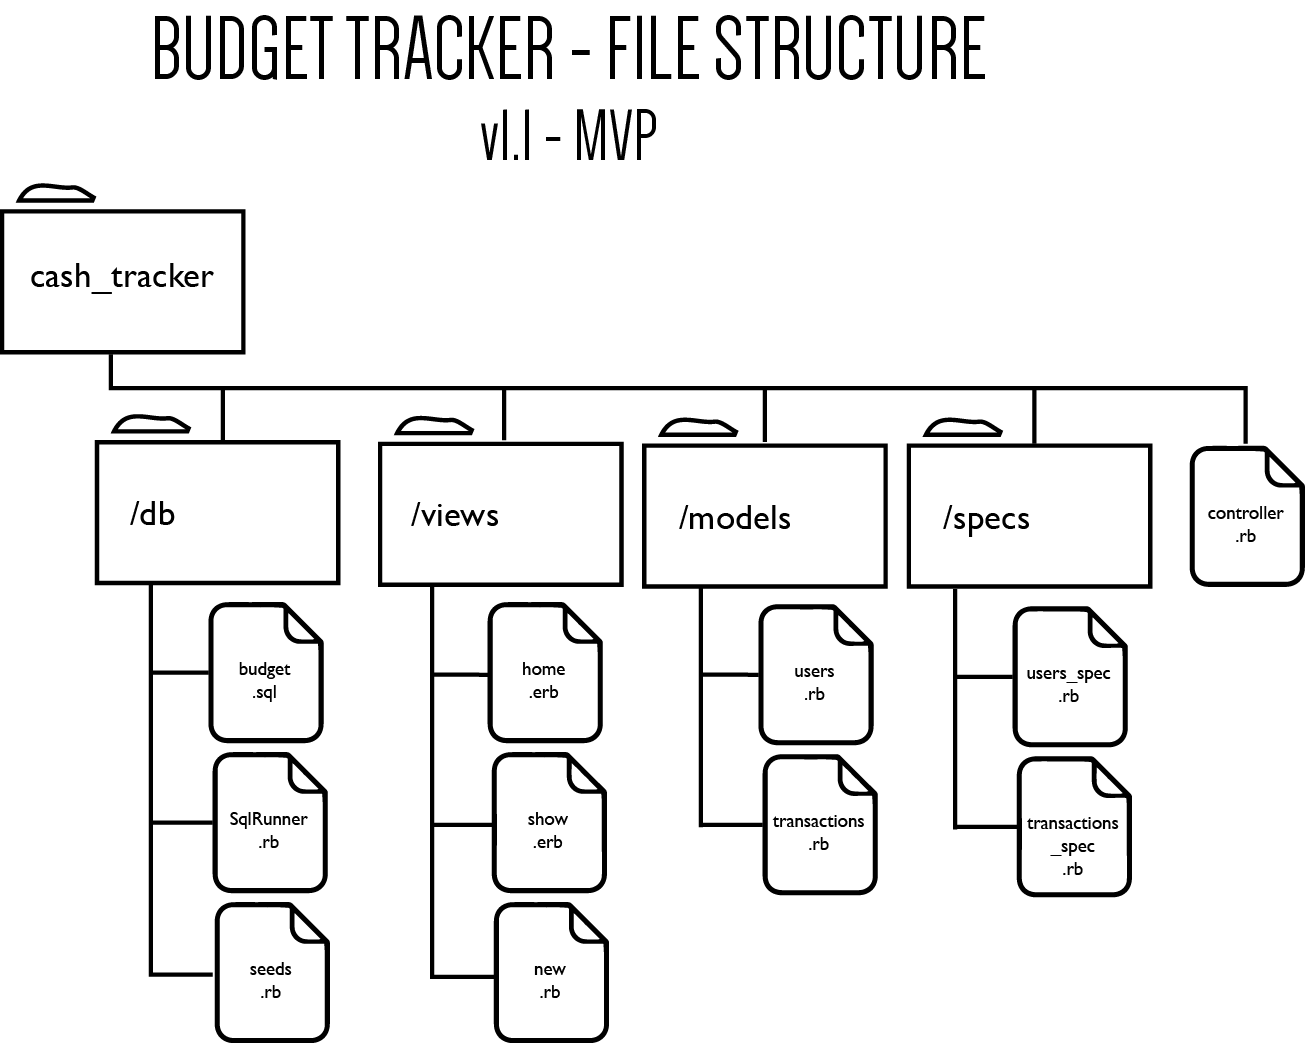 BUDGET TRACKER - FILE STRUCTURE
v1.1 - MVP
cash_tracker
/db
/views
/models
/specs
controller
.rb
budget
.sql
home
.erb
users
.rb
users_spec
.rb
SqlRunner
.rb
show
.erb
transactions
.rb
transactions
_spec
.rb
seeds
.rb
new
.rb